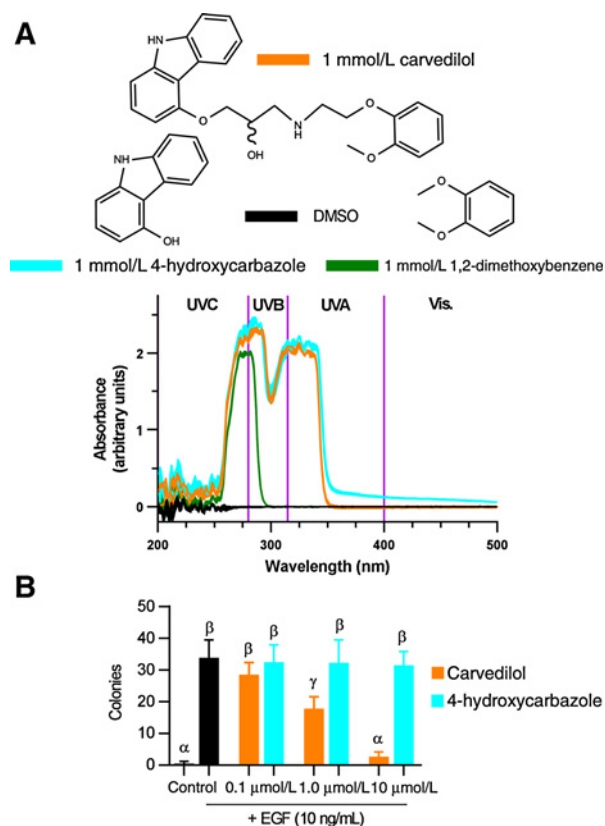 A
HN
1 mmol/L carvedilol
O
OH
N
H
O
O
HN
OH
DMSO
O
O
1 mmol/L 4-hydroxycarbazole
1 mmol/L 1,2-dimethoxybenzene
UVC UVB UVA Vis.
Absorbance
(arbitrary units)
2
1
0
200 300 400 500
Wavelength (nm)
B
Colonies
50
40
30
20
10
0
α β β β γ β α β
Carvedilol
4-hydroxycarbazole
Control 0.1 μmol/L 1.0 μmol/L 10 μmol/L
+ EGF (10 ng/mL)